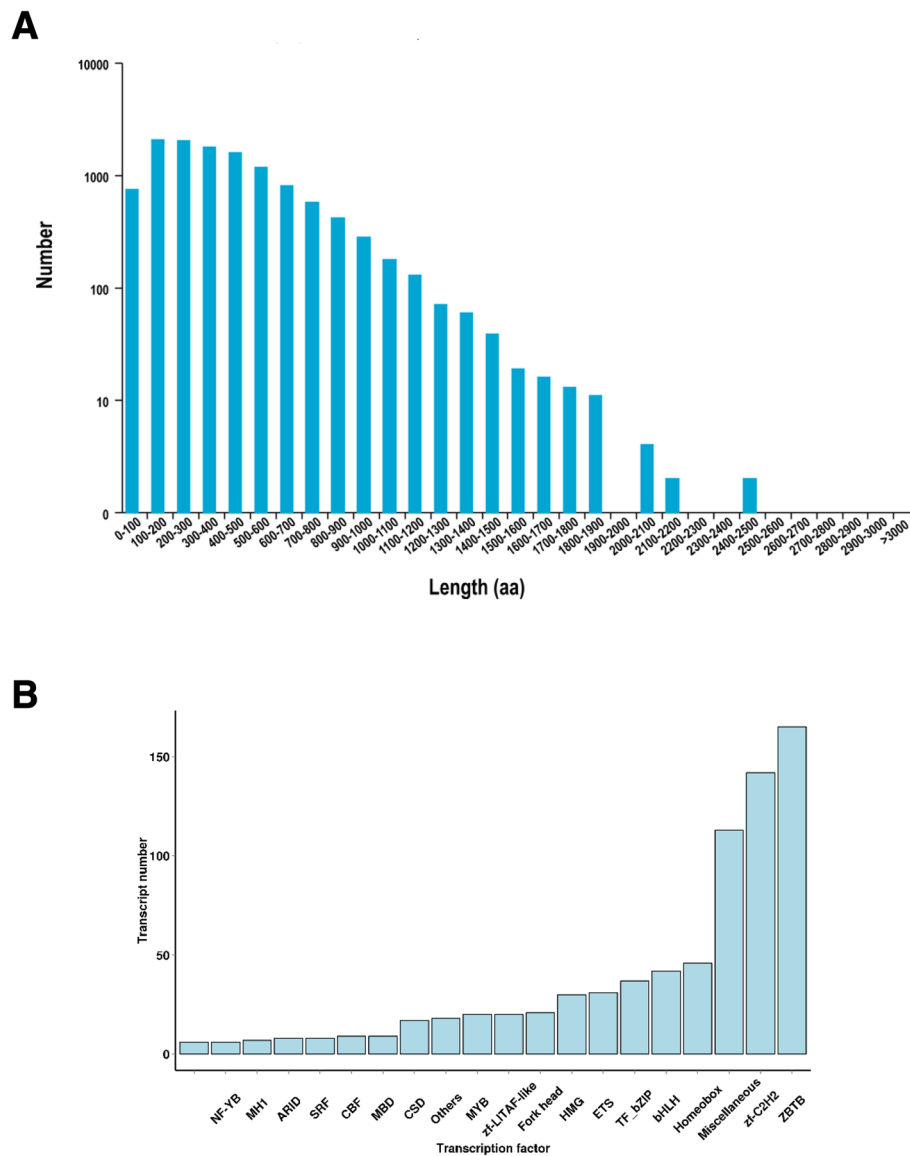 A
10000
1000
100
10
0
Number
0-100
100-200
200-300
300-400
400-500
500-600
600-700
700-800
800-900
900-1000
1000-1100
1100-1200
1200-1300
1300-1400
1400-1500
1500-1600
1600-1700
1700-1800
1800-1900
1900-2000
2000-2100
2100-2200
2200-2300
2300-2400
2400-2500
2500-2600
2600-2700
2700-2800
2800-2900
2900-3000
>3000
Length (aa)
B
150
100
50
0
Transcript number
NF-YB
MH1
ARID
SRF
CBF
MBD
CSD
Others
MYB
zf-LITAF-like
Fork head
HMG
ETS
TF_bZIP
bHLH
Homeobox
Miscellaneous
zf-C2H2
ZBTB
Transcription factor